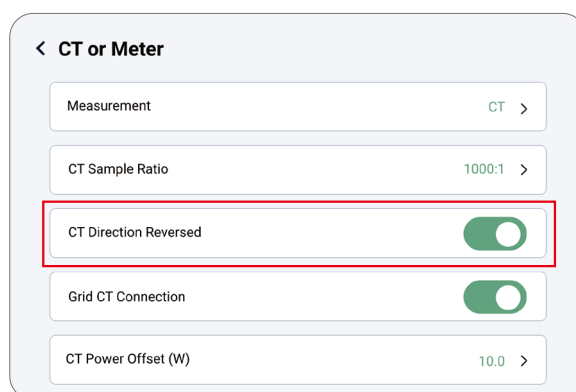 CT or Meter
Measurement CT
CT Sample Ratio 1000:1
CT Direction Reversed
Grid CT Connection
CT Power Offset (W) 10.0